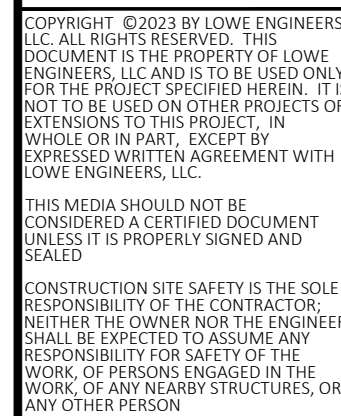 COPYRIGHT ©2023 BY LOWE ENGINEERS
LLC. ALL RIGHTS RESERVED. THIS
DOCUMENT IS THE PROPERTY OF LOWE
ENGINEERS, LLC AND IS TO BE USED ONLY
FOR THE PROJECT SPECIFIED HEREIN. IT IS
NOT TO BE USED ON OTHER PROJECTS OR
EXTENSIONS TO THIS PROJECT, IN
WHOLE OR IN PART, EXCEPT BY
EXPRESSED WRITTEN AGREEMENT WITH
LOWE ENGINEERS, LLC.
THIS MEDIA SHOULD NOT BE
CONSIDERED A CERTIFIED DOCUMENT
UNLESS IT IS PROPERLY SIGNED AND
SEALED
CONSTRUCTION SITE SAFETY IS THE SOLE
RESPONSIBILITY OF THE CONTRACTOR;
NEITHER THE OWNER NOR THE ENGINEER
SHALL BE EXPECTED TO ASSUME ANY
RESPONSIBILITY FOR SAFETY OF THE
WORK, OF PERSONS ENGAGED IN THE
WORK, OF ANY NEARBY STRUCTURES, OR
ANY OTHER PERSON